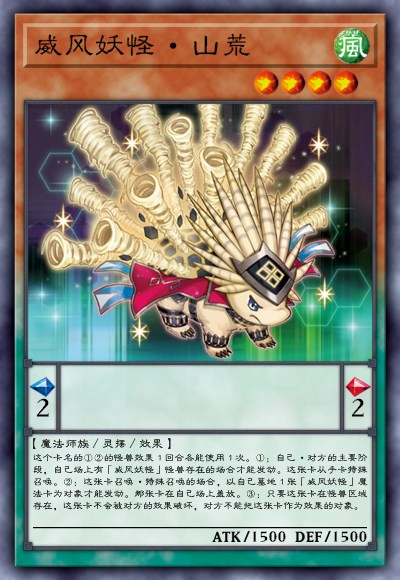 威风妖怪・山荒
風
2
2
【魔法师族／灵摆／效果】
这个卡名的①②的怪兽效果1回合各能使用1次。①：自己・对方的主要阶
段，自己场上有「威风妖怪」怪兽存在的场合才能发动。这张卡从手卡特殊
召唤。②：这张卡召唤・特殊召唤的场合，以自己墓地1张「威风妖怪」魔
法卡为对象才能发动。那张卡在自己场上盖放。③：只要这张卡在怪兽区域
存在，这张卡不会被对方的效果破坏，对方不能把这张卡作为效果的对象。
ATK/1500 DEF/1500